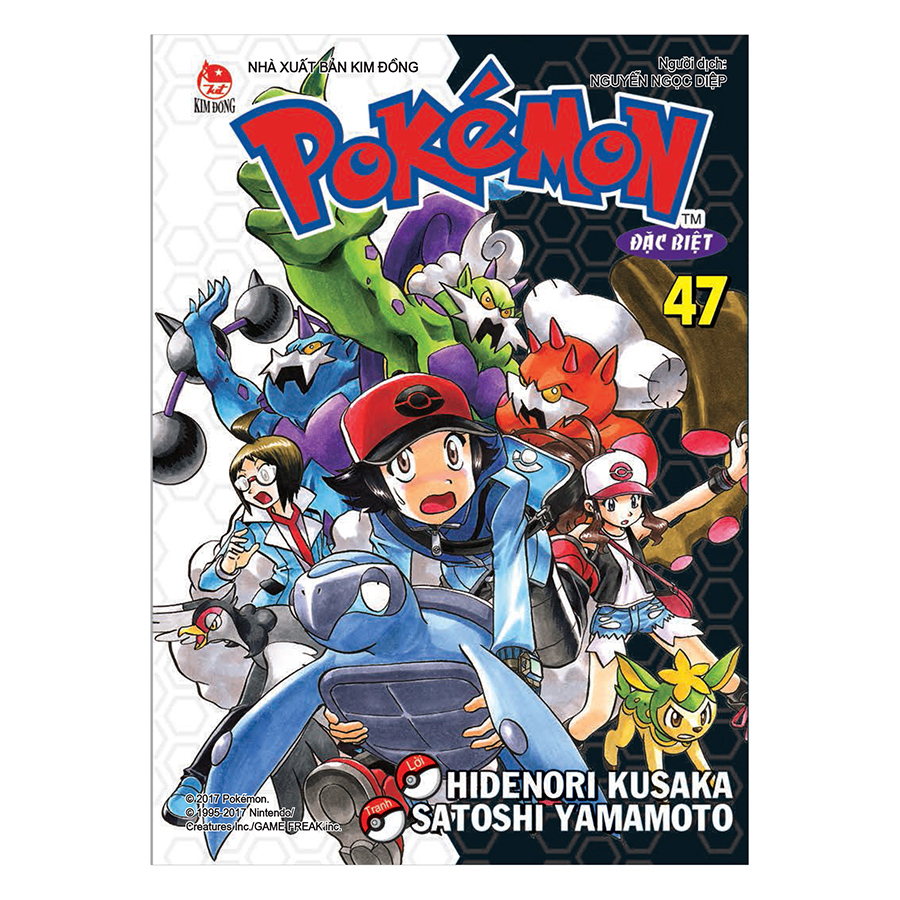 NHÀ XUẤT BẢN KIM ĐỒNG
Người dịch:
NGUYỄN NGỌC DIỆP
KIM ĐỒNG
POKÉMON
TM
ĐẶC BIỆT
47
Lời
HIDENORI KUSAKA
Tranh
SATOSHI YAMAMOTO
© 2017 Pokémon.
© 1995-2017 Nintendo/
Creatures Inc./GAME FREAK.inc.